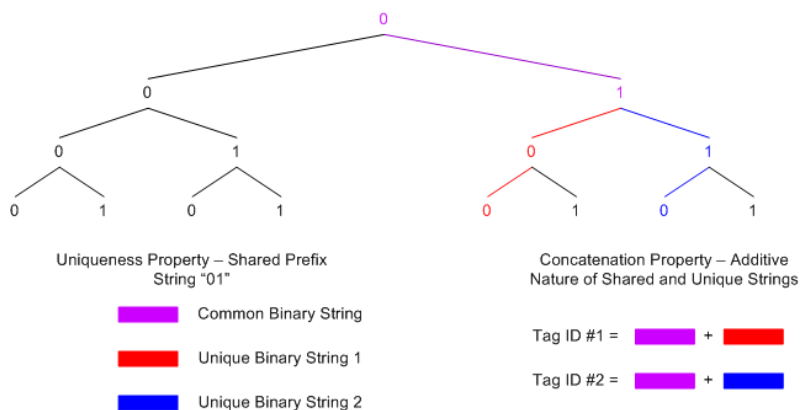 0
0 1
0 1 0 1
0 1 0 1 0 1 0 1
Uniqueness Property – Shared Prefix
String “01”
Concatenation Property – Additive
Nature of Shared and Unique Strings
Common Binary String
Unique Binary String 1
Unique Binary String 2
Tag ID #1 = +
Tag ID #2 = +